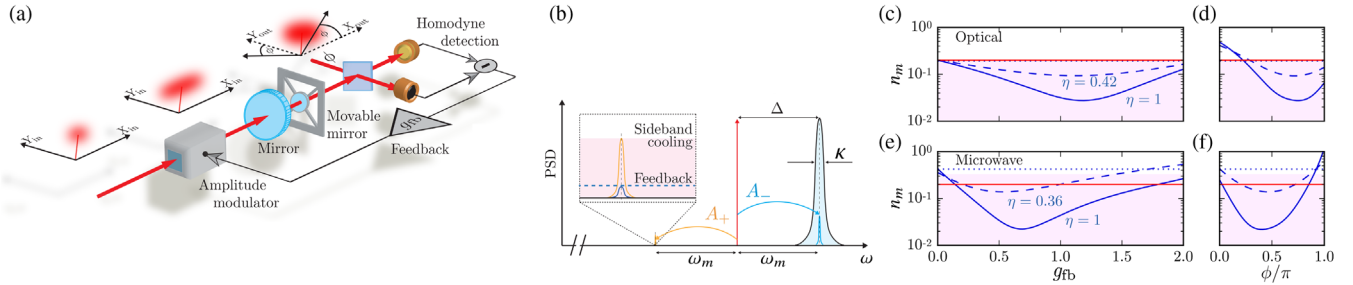 (a)
Y_out
X_out
ϕ
ϕ
ϕ
Homodyne
detection
Y_in
X_in
Y_in
X_in
−
g_fb
Movable
mirror
Mirror
Feedback
Amplitude
modulator
(b)
PSD
Sideband
cooling
Feedback
Δ
κ
A_+
A_−
ω_m
ω_m
ω
(c)
n_m
10^0
10^-1
10^-2
Optical
η = 0.42
η = 1
(d)
(e)
n_m
10^0
10^-1
10^-2
Microwave
η = 0.36
η = 1
0.0 0.5 1.0 1.5 2.0
g_fb
(f)
0.0 0.5 1.0
ϕ/π